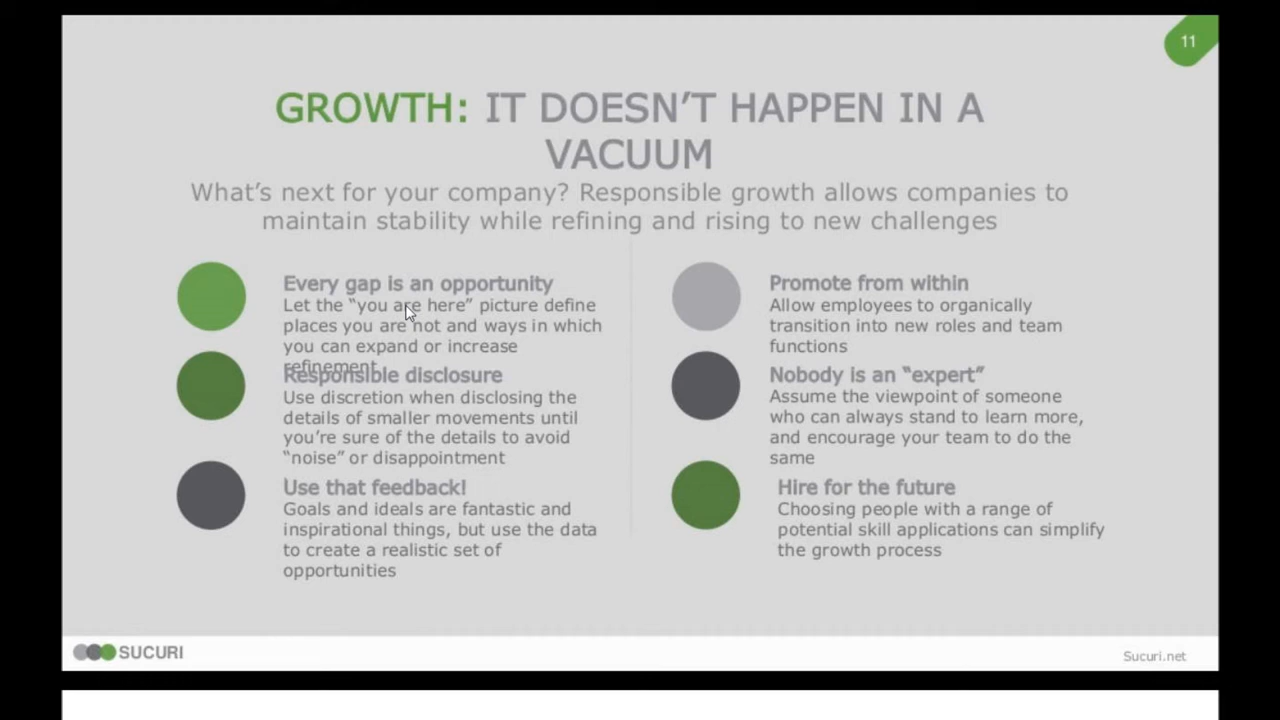 11
GROWTH: IT DOESN’T HAPPEN IN A
VACUUM
What’s next for your company? Responsible growth allows companies to
maintain stability while refining and rising to new challenges
Every gap is an opportunity
Let the “you are here” picture define
places you are not and ways in which
you can expand or increase
refinement
Responsible disclosure
Use discretion when disclosing the
details of smaller movements until
you’re sure of the details to avoid
“noise” or disappointment
Use that feedback!
Goals and ideals are fantastic and
inspirational things, but use the data
to create a realistic set of
opportunities
Promote from within
Allow employees to organically
transition into new roles and team
functions
Nobody is an “expert”
Assume the viewpoint of someone
who can always stand to learn more,
and encourage your team to do the
same
Hire for the future
Choosing people with a range of
potential skill applications can simplify
the growth process
SUCURI
Sucuri.net